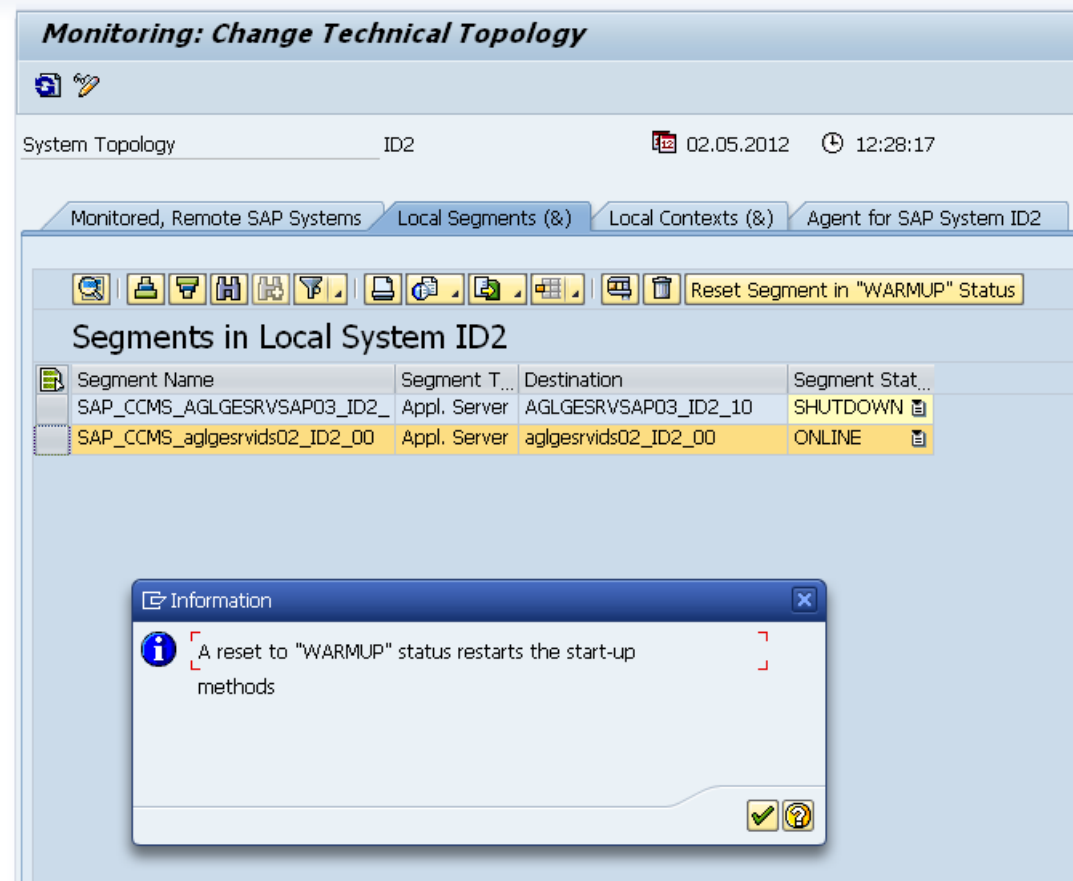 Monitoring: Change Technical Topology
System Topology ID2 12 02.05.2012 12:28:17
Monitored, Remote SAP Systems Local Segments (&) Local Contexts (&) Agent for SAP System ID2
Reset Segment in "WARMUP" Status
Segments in Local System ID2
Segment Name Segment T... Destination Segment Stat...
SAP_CCMS_AGLGESRVSAP03_ID2_ Appl. Server AGLGESRVSAP03_ID2_10 SHUTDOWN
SAP_CCMS_aglgesrvids02_ID2_00 Appl. Server aglgesrvids02_ID2_00 ONLINE
Information
A reset to "WARMUP" status restarts the start-up
methods